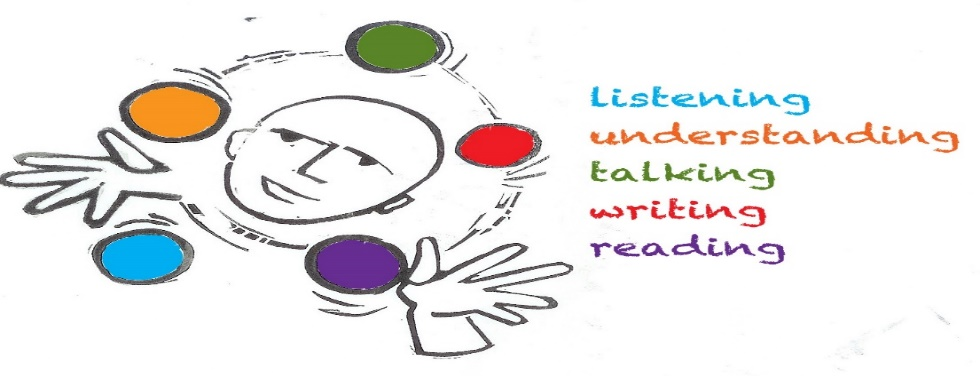 listening
understanding
talking
writing
reading